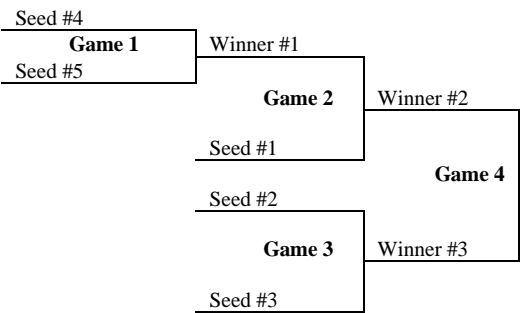 Seed #4
Game 1
Winner #1
Seed #5
Game 2
Winner #2
Seed #1
Game 4
Seed #2
Game 3
Winner #3
Seed #3